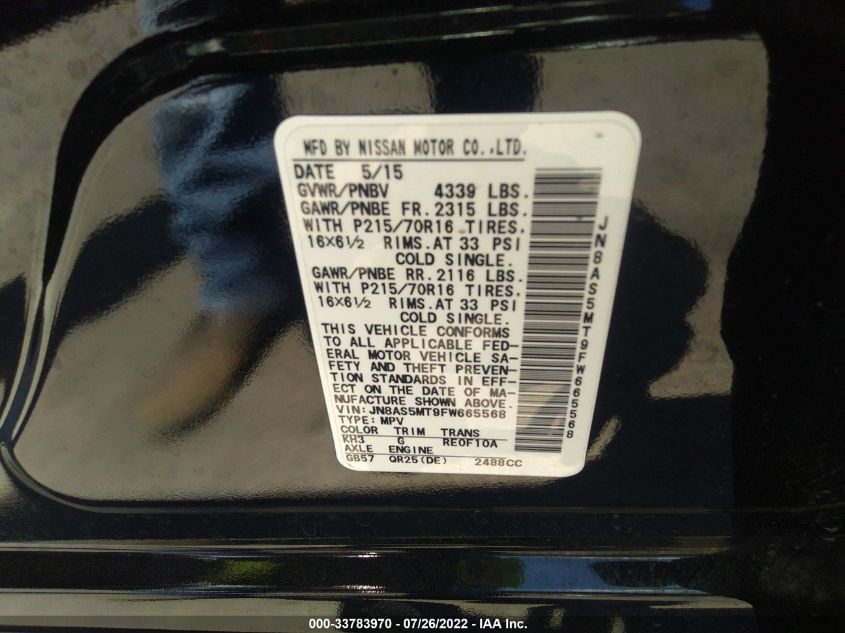 MFD BY NISSAN MOTOR CO.,LTD.
DATE 5/15
GVWR/PNBV 4339 LBS.
GAWR/PNBE FR. 2315 LBS.
WITH P215/70R16 TIRES.
16×6½ RIMS. AT 33 PSI
COLD SINGLE.
GAWR/PNBE RR. 2116 LBS.
WITH P215/70R16 TIRES.
16×6½ RIMS. AT 33 PSI
COLD SINGLE.
THIS VEHICLE CONFORMS
TO ALL APPLICABLE FED-
ERAL MOTOR VEHICLE SA-
FETY AND THEFT PREVEN-
TION STANDARDS IN EFF-
ECT ON THE DATE OF MA-
NUFACTURE SHOWN ABOVE.
VIN: JN8AS5MT9FW665568
TYPE: MPV
COLOR TRIM TRANS
KH3 G RE0F10A
AXLE ENGINE
GB57 QR25(DE) 2488CC
JN8AS5MT9FW665568
000-33783970 - 07/26/2022 - IAA Inc.